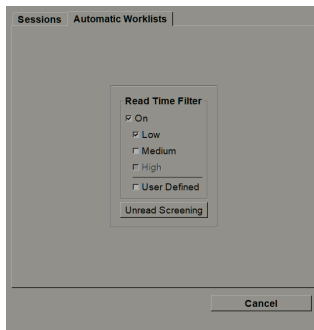 Sessions
Automatic Worklists
Read Time Filter
On
Low
Medium
High
User Defined
Unread Screening
Cancel